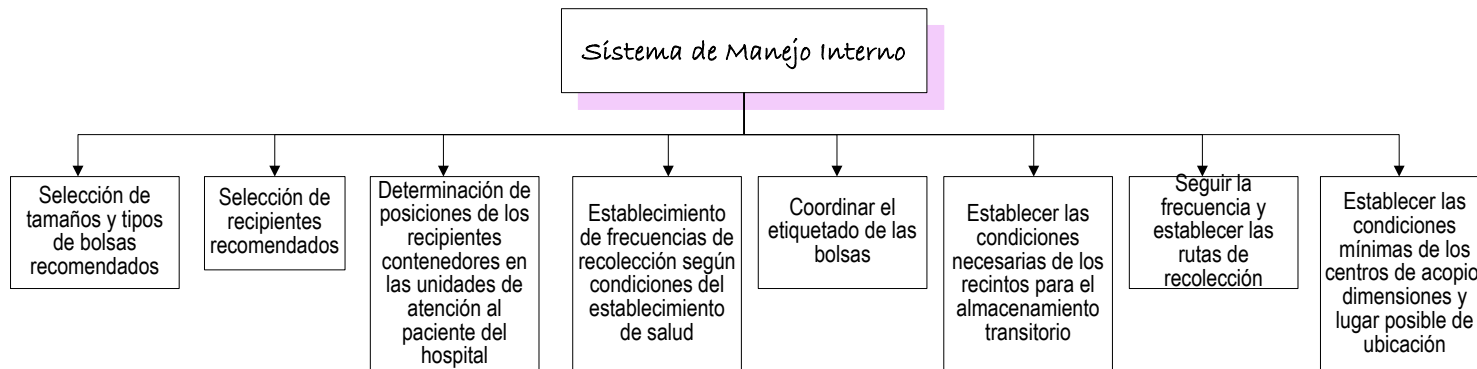 Sistema de Manejo Interno
Selección de
tamaños y tipos
de bolsas
recomendados
Selección de
recipientes
recomendados
Determinación de
posiciones de los
recipientes
contenedores en
las unidades de
atención al
paciente del
hospital
Establecimiento
de frecuencias de
recolección según
condiciones del
establecimiento
de salud
Coordinar el
etiquetado de las
bolsas
Establecer las
condiciones
necesarias de los
recintos para el
almacenamiento
transitorio
Seguir la
frecuencia y
establecer las
rutas de
recolección
Establecer las
condiciones
mínimas de los
centros de acopio,
dimensiones y
lugar posible de
ubicación